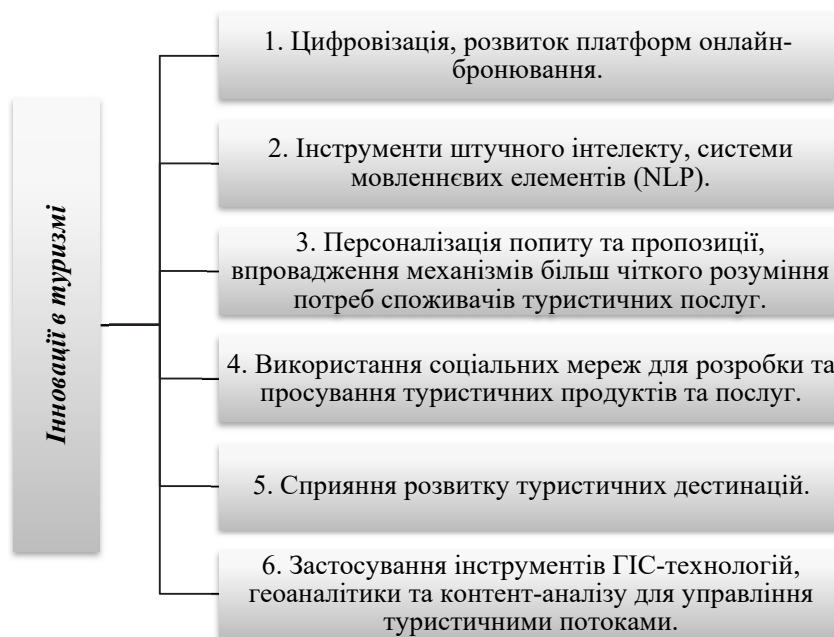 Інновації в туризмі
1. Цифровізація, розвиток платформ онлайн-
бронювання.
2. Інструменти штучного інтелекту, системи
мовленнєвих елементів (NLP).
3. Персоналізація попиту та пропозиції,
впровадження механізмів більш чіткого розуміння
потреб споживачів туристичних послуг.
4. Використання соціальних мереж для розробки та
просування туристичних продуктів та послуг.
5. Сприяння розвитку туристичних дестинацій.
6. Застосування інструментів ГІС-технологій,
геоаналітики та контент-аналізу для управління
туристичними потоками.